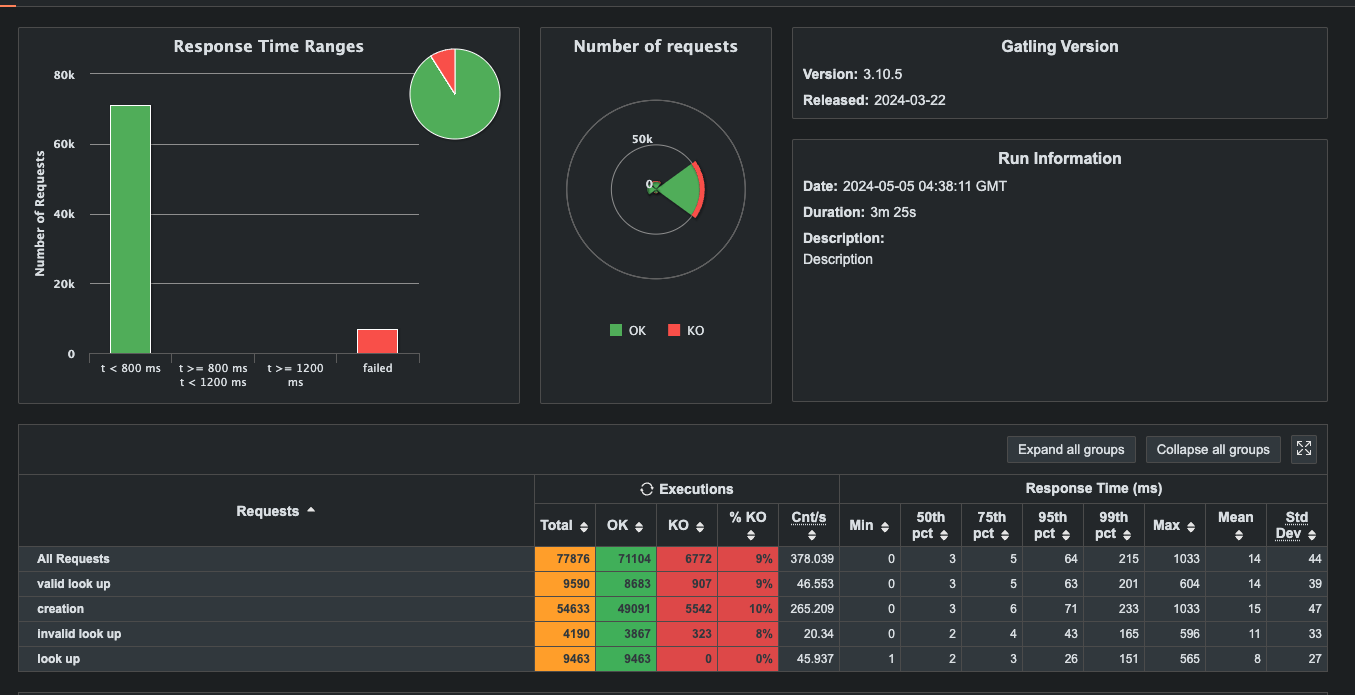 Response Time Ranges
80k
60k
40k
20k
0
Number of Requests
t < 800 ms
t >= 800 ms
t < 1200 ms
t >= 1200
ms
failed
Number of requests
50k
0
OK
KO
Gatling Version
Version: 3.10.5
Released: 2024-03-22
Run Information
Date: 2024-05-05 04:38:11 GMT
Duration: 3m 25s
Description:
Description
Expand all groups
Collapse all groups
Requests
Executions
Response Time (ms)
Total OK KO % KO Cnt/s Min 50th pct 75th pct 95th pct 99th pct Max Mean Std Dev
All Requests 77876 71104 6772 9% 378.039 0 3 5 64 215 1033 14 44
valid look up 9590 8683 907 9% 46.553 0 3 5 63 201 604 14 39
creation 54633 49091 5542 10% 265.209 0 3 6 71 233 1033 15 47
invalid look up 4190 3867 323 8% 20.34 0 2 4 43 165 596 11 33
look up 9463 9463 0 0% 45.937 1 2 3 26 151 565 8 27